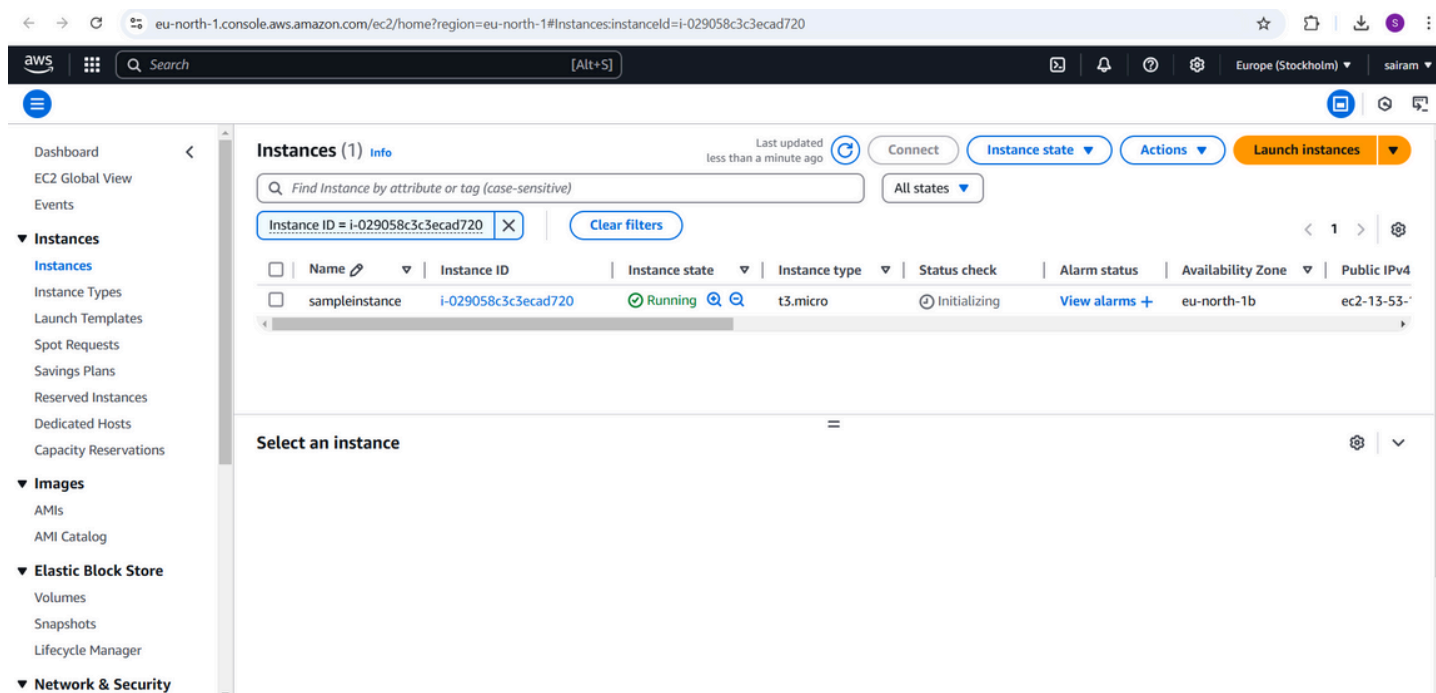 eu-north-1.console.aws.amazon.com/ec2/home?region=eu-north-1#Instances:instanceId=i-029058c3c3ecad720
S
aws
Search [Alt+S]
Europe (Stockholm)
sairam
Dashboard
EC2 Global View
Events
Instances
Instances
Instance Types
Launch Templates
Spot Requests
Savings Plans
Reserved Instances
Dedicated Hosts
Capacity Reservations
Images
AMIs
AMI Catalog
Elastic Block Store
Volumes
Snapshots
Lifecycle Manager
Network & Security
Instances (1) Info
Last updated
less than a minute ago
Connect
Instance state
Actions
Launch instances
Find Instance by attribute or tag (case-sensitive)
All states
Instance ID = i-029058c3c3ecad720
Clear filters
1
Name Instance ID Instance state Instance type Status check Alarm status Availability Zone Public IPv4
sampleinstance i-029058c3c3ecad720 Running t3.micro Initializing View alarms + eu-north-1b ec2-13-53-
Select an instance